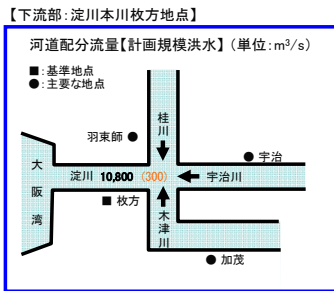 【下流部:淀川本川枚方地点】
河道配分流量【計画規模洪水】(単位:m³/s)
■:基準地点
●:主要な地点
桂川
羽束師●
●宇治
大阪湾
淀川 10,800 (300)
宇治川
■枚方
木津川
●加茂